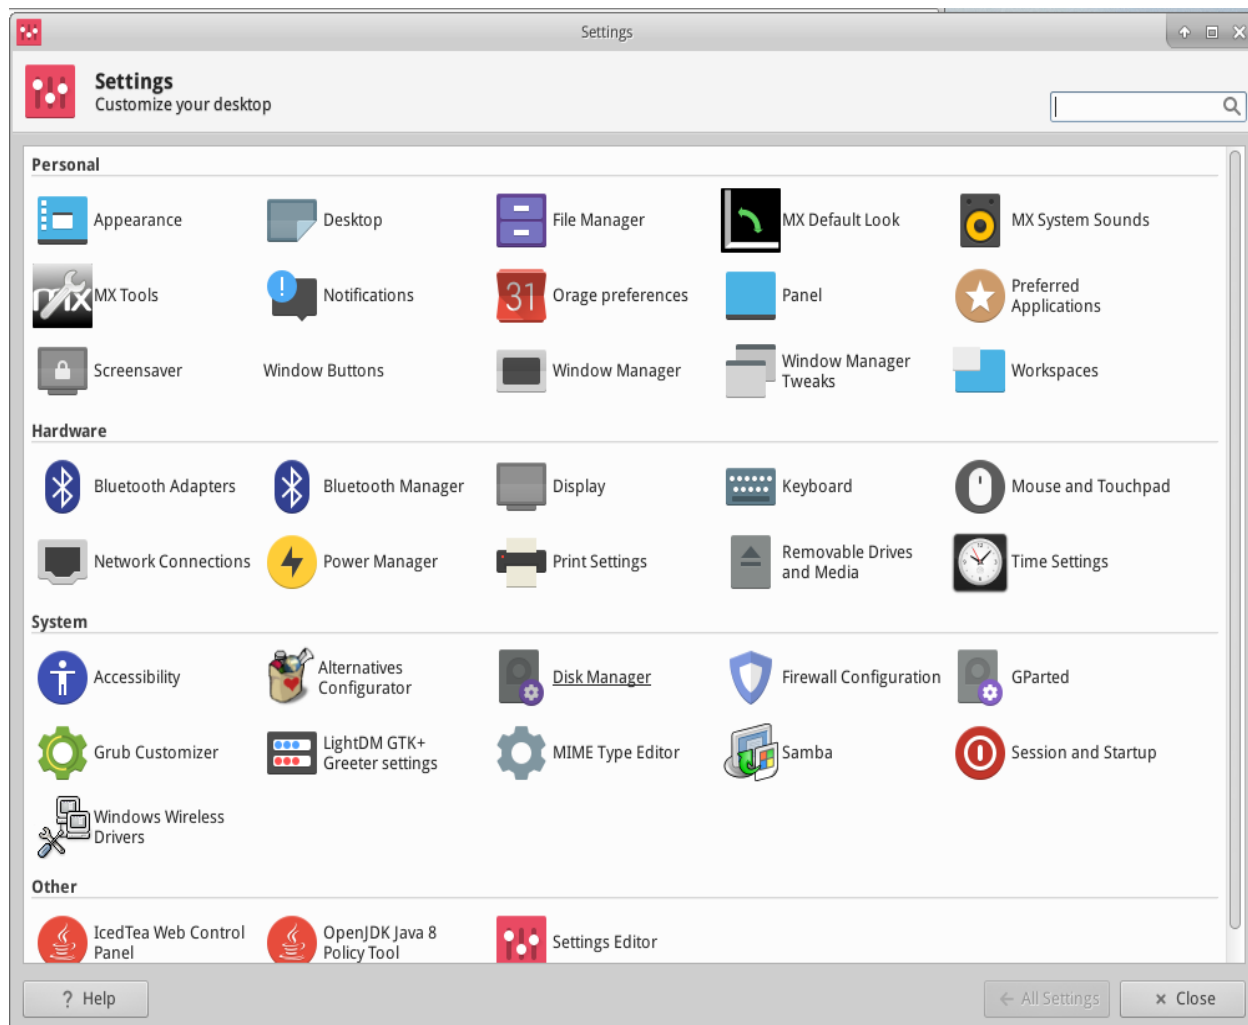 Settings
Settings
Customize your desktop
Personal
Appearance
Desktop
File Manager
MX Default Look
MX System Sounds
mx
MX Tools
!
Notifications
31
Orage preferences
Panel
Preferred
Applications
Screensaver
Window Buttons
Window Manager
Window Manager
Tweaks
Workspaces
Hardware
Bluetooth Adapters
Bluetooth Manager
Display
Keyboard
Mouse and Touchpad
Network Connections
Power Manager
Print Settings
Removable Drives
and Media
Time Settings
System
Accessibility
Alternatives
Configurator
Disk Manager
Firewall Configuration
GParted
Grub Customizer
LightDM GTK+
Greeter settings
MIME Type Editor
Samba
Session and Startup
Windows Wireless
Drivers
Other
IcedTea Web Control
Panel
OpenJDK Java 8
Policy Tool
Settings Editor
? Help
← All Settings
× Close